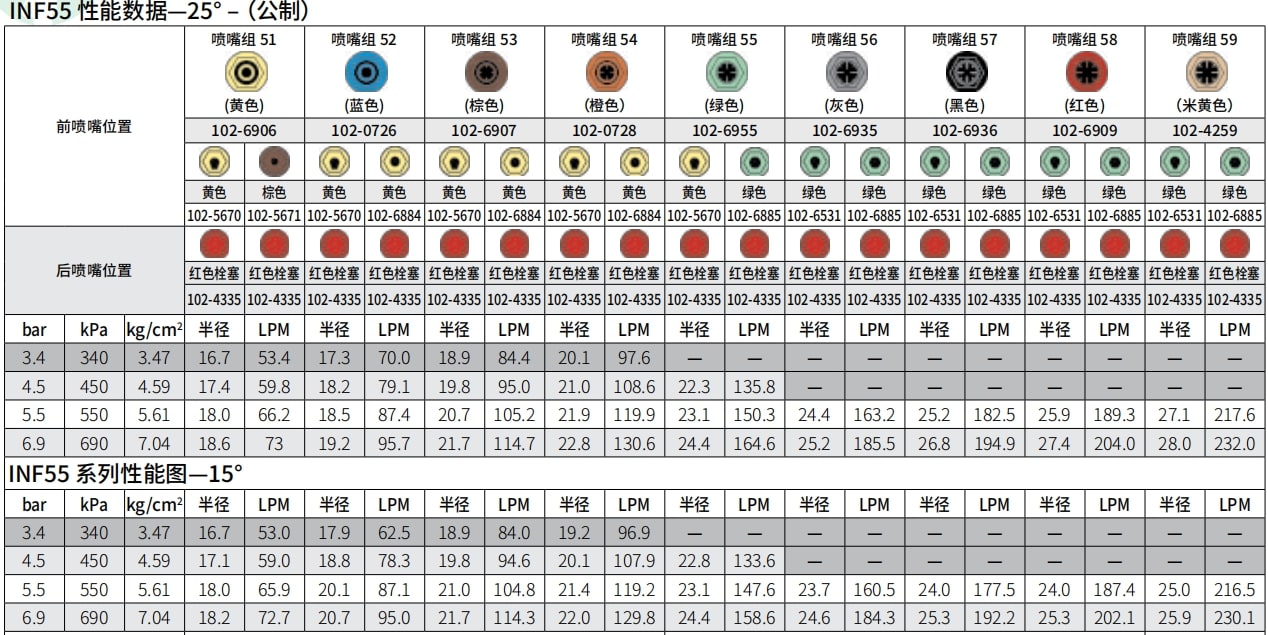 INF55 性能数据—25° – (公制)
喷嘴组 51 喷嘴组 52 喷嘴组 53 喷嘴组 54 喷嘴组 55 喷嘴组 56 喷嘴组 57 喷嘴组 58 喷嘴组 59
(黄色) (蓝色) (棕色) (橙色) (绿色) (灰色) (黑色) (红色) (米黄色)
前喷嘴位置
102-6906 102-0726 102-6907 102-0728 102-6955 102-6935 102-6936 102-6909 102-4259
黄色 棕色 黄色 黄色 黄色 黄色 黄色 黄色 黄色 绿色 绿色 绿色 绿色 绿色 绿色 绿色 绿色 绿色
102-5670 102-5671 102-5670 102-6884 102-5670 102-6884 102-5670 102-6884 102-5670 102-6885 102-6531 102-6885 102-6531 102-6885 102-6531 102-6885 102-6531 102-6885
后喷嘴位置
红色栓塞 红色栓塞 红色栓塞 红色栓塞 红色栓塞 红色栓塞 红色栓塞 红色栓塞 红色栓塞 红色栓塞 红色栓塞 红色栓塞 红色栓塞 红色栓塞 红色栓塞 红色栓塞 红色栓塞 红色栓塞
102-4335 102-4335 102-4335 102-4335 102-4335 102-4335 102-4335 102-4335 102-4335 102-4335 102-4335 102-4335 102-4335 102-4335 102-4335 102-4335 102-4335 102-4335
bar kPa kg/cm² 半径 LPM 半径 LPM 半径 LPM 半径 LPM 半径 LPM 半径 LPM 半径 LPM 半径 LPM 半径 LPM
3.4 340 3.47 16.7 53.4 17.3 70.0 18.9 84.4 20.1 97.6 — — — — — — — — — —
4.5 450 4.59 17.4 59.8 18.2 79.1 19.8 95.0 21.0 108.6 22.3 135.8 — — — — — — — —
5.5 550 5.61 18.0 66.2 18.5 87.4 20.7 105.2 21.9 119.9 23.1 150.3 24.4 163.2 25.2 182.5 25.9 189.3 27.1 217.6
6.9 690 7.04 18.6 73 19.2 95.7 21.7 114.7 22.8 130.6 24.4 164.6 25.2 185.5 26.8 194.9 27.4 204.0 28.0 232.0
INF55 系列性能图—15°
bar kPa kg/cm² 半径 LPM 半径 LPM 半径 LPM 半径 LPM 半径 LPM 半径 LPM 半径 LPM 半径 LPM 半径 LPM
3.4 340 3.47 16.7 53.0 17.9 62.5 18.9 84.0 19.2 96.9 — — — — — — — — — —
4.5 450 4.59 17.1 59.0 18.8 78.3 19.8 94.6 20.1 107.9 22.8 133.6 — — — — — — — —
5.5 550 5.61 18.0 65.9 20.1 87.1 21.0 104.8 21.4 119.2 23.1 147.6 23.7 160.5 24.0 177.5 24.0 187.4 25.0 216.5
6.9 690 7.04 18.2 72.7 20.7 95.0 21.7 114.3 22.0 129.8 24.4 158.6 24.6 184.3 25.3 192.2 25.3 202.1 25.9 230.1